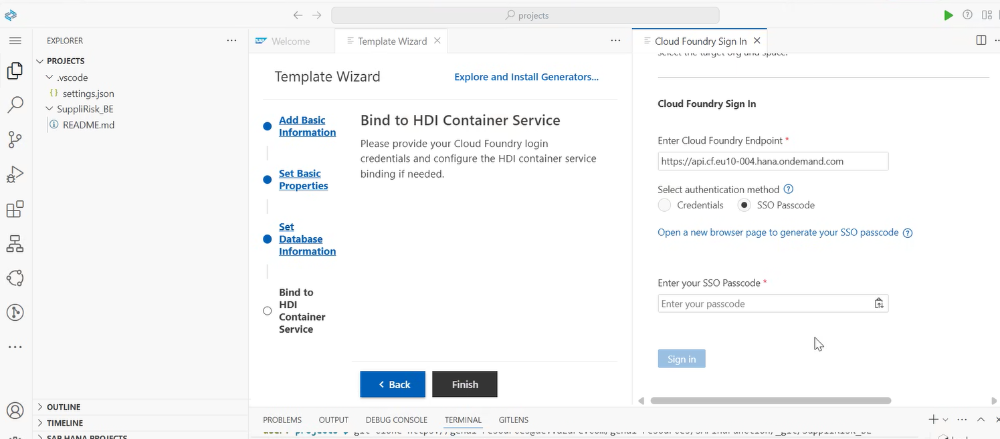 projects
EXPLORER
PROJECTS
.vscode
settings.json
SuppliRisk_BE
README.md
OUTLINE
TIMELINE
SAP HANA PROJECTS
SAP Welcome
Template Wizard
Template Wizard
Explore and Install Generators...
Add Basic
Information
Set Basic
Properties
Set
Database
Information
Bind to
HDI
Container
Service
Bind to HDI Container Service
Please provide your Cloud Foundry login
credentials and configure the HDI container service
binding if needed.
Back
Finish
Cloud Foundry Sign In
select the target org and space.
Cloud Foundry Sign In
Enter Cloud Foundry Endpoint *
https://api.cf.eu10-004.hana.ondemand.com
Select authentication method
Credentials
SSO Passcode
Open a new browser page to generate your SSO passcode
Enter your SSO Passcode *
Enter your passcode
Sign in
PROBLEMS
OUTPUT
DEBUG CONSOLE
TERMINAL
GITLENS
user: projects $ git clone